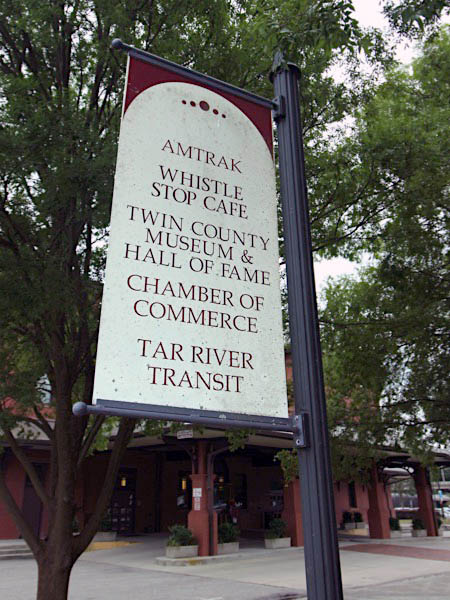 AMTRAK
WHISTLE
STOP CAFE
TWIN COUNTY
MUSEUM &
HALL OF FAME
CHAMBER OF
COMMERCE
TAR RIVER
TRANSIT